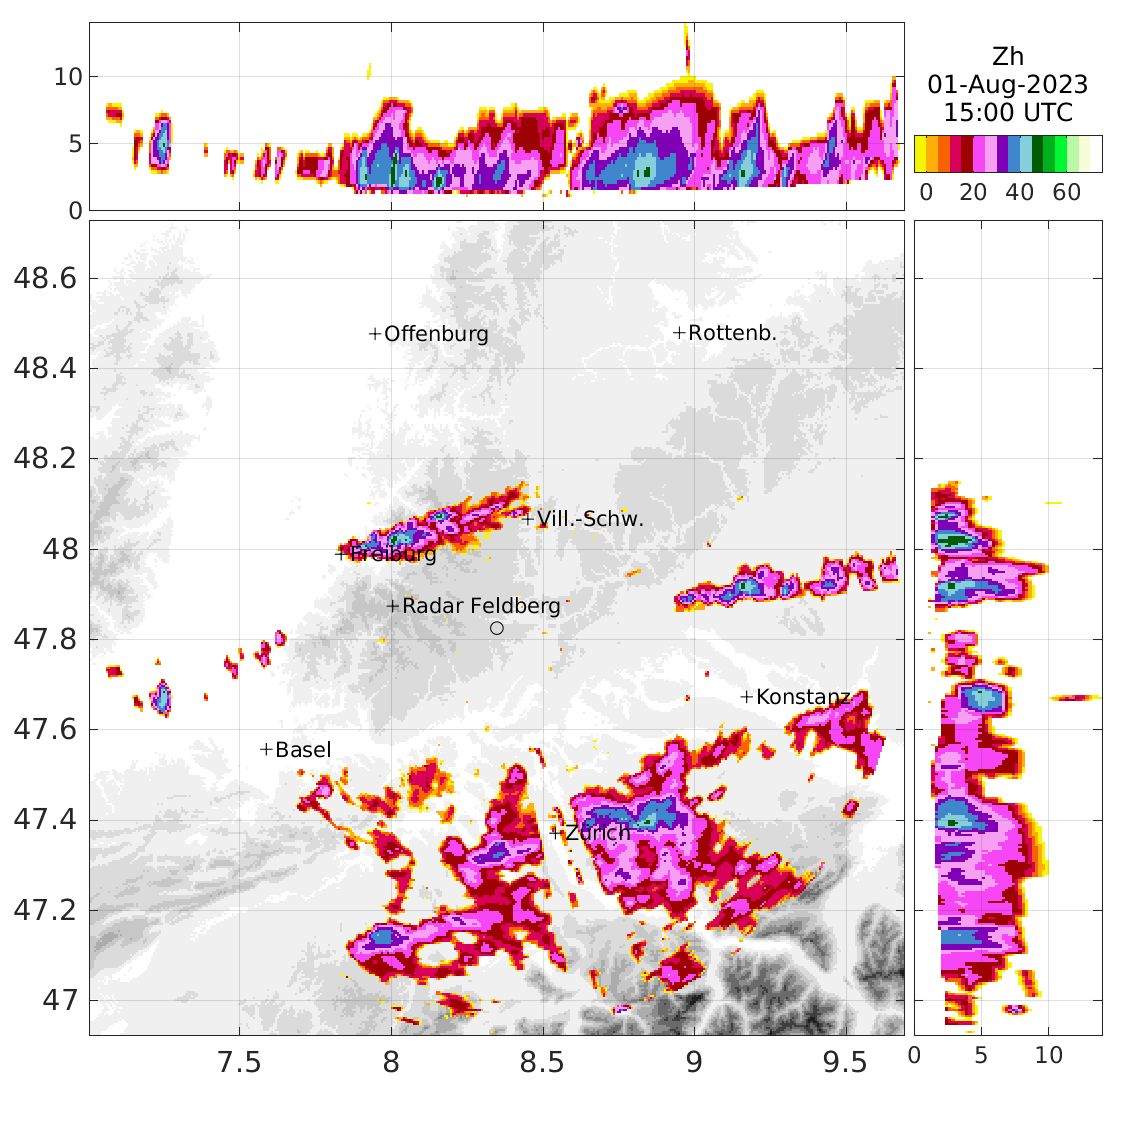 10
5
0
Zh
01-Aug-2023
15:00 UTC
0 20 40 60
48.6
48.4
48.2
48
47.8
47.6
47.4
47.2
47
+Offenburg
+Rottenb.
+Vill.-Schw.
+Freiburg
+Radar Feldberg
+Konstanz
+Basel
+Zürich
7.5 8 8.5 9 9.5
0 5 10